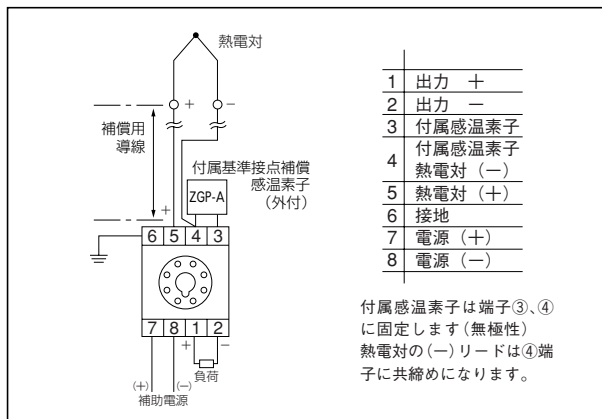 熱電対
+
−
補償用
導線
付属基準接点補償
感温素子
(外付)
ZGP-A
+
6 5 4 3
7 8 1 2
+
−
負荷
(+)
(−)
補助電源
1 出力 +
2 出力 −
3 付属感温素子
4 付属感温素子
熱電対(−)
5 熱電対(+)
6 接地
7 電源(+)
8 電源(−)
付属感温素子は端子③、④
に固定します(無極性)
熱電対の(−)リードは④端
子に共締めになります。